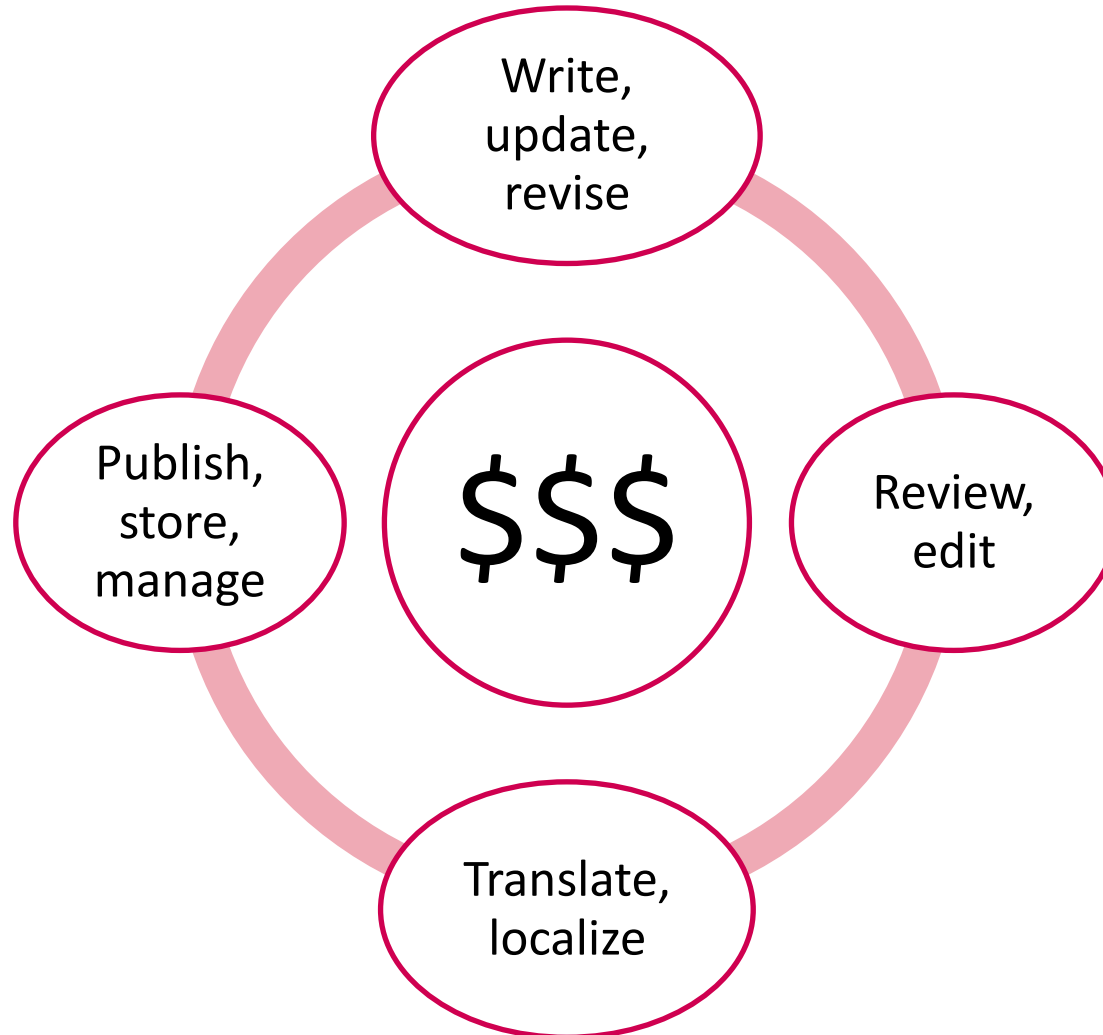 Write,
update,
revise
Publish,
store,
manage
$$$
Review,
edit
Translate,
localize